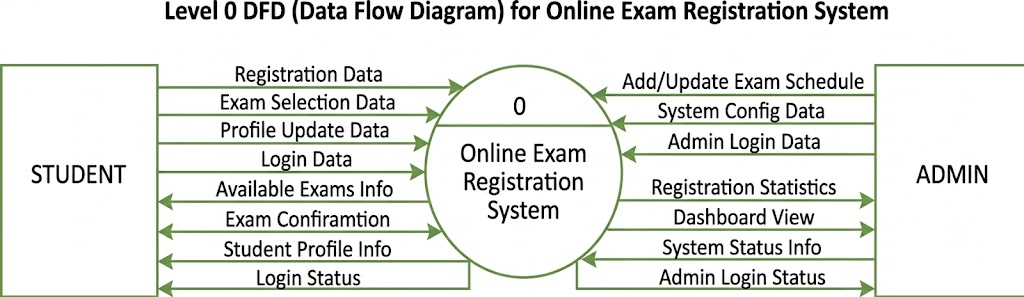 Level 0 DFD (Data Flow Diagram) for Online Exam Registration System
STUDENT
Registration Data
Exam Selection Data
Profile Update Data
Login Data
Available Exams Info
Exam Confiramtion
Student Profile Info
Login Status
0
Online Exam
Registration
System
Add/Update Exam Schedule
System Config Data
Admin Login Data
Registration Statistics
Dashboard View
System Status Info
Admin Login Status
ADMIN